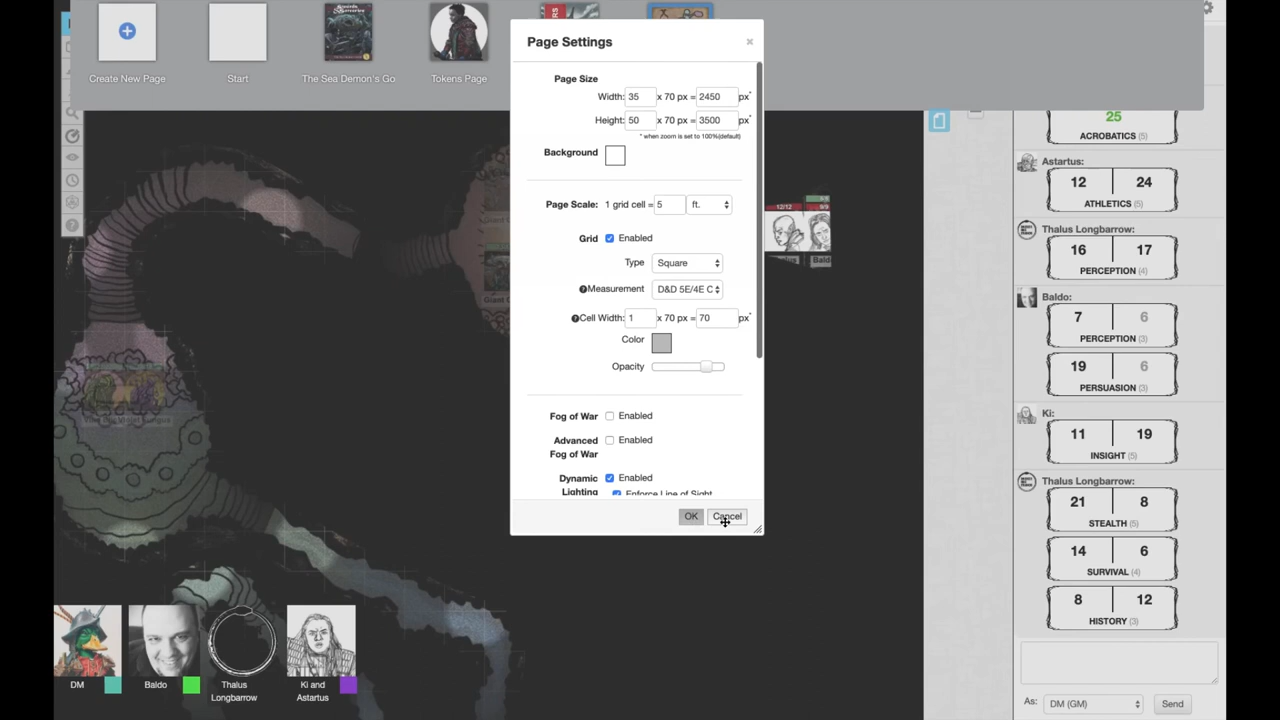 Create New Page
Start
The Sea Demon's Go
Tokens Page
Page Settings
×
Page Size
Width: 35 x 70 px = 2450 px*
Height: 50 x 70 px = 3500 px*
* when zoom is set to 100%(default)
Background
Page Scale: 1 grid cell = 5 ft.
Grid Enabled
Type Square
Measurement D&D 5E/4E C
Cell Width: 1 x 70 px = 70 px*
Color
Opacity
Fog of War Enabled
Advanced Fog of War Enabled
Dynamic Lighting Enabled
Enforce Line of Sight
OK
Cancel
12/12
9/9
Bald
Giant C
DM
Baldo
Thalus
Longbarrow
Ki and
Astartus
25
ACROBATICS (5)
Astartus:
12 24
ATHLETICS (5)
Thalus Longbarrow:
16 17
PERCEPTION (4)
Baldo:
7 6
PERCEPTION (3)
19 6
PERSUASION (3)
Ki:
11 19
INSIGHT (5)
Thalus Longbarrow:
21 8
STEALTH (5)
14 6
SURVIVAL (4)
8 12
HISTORY (3)
As: DM (GM)
Send